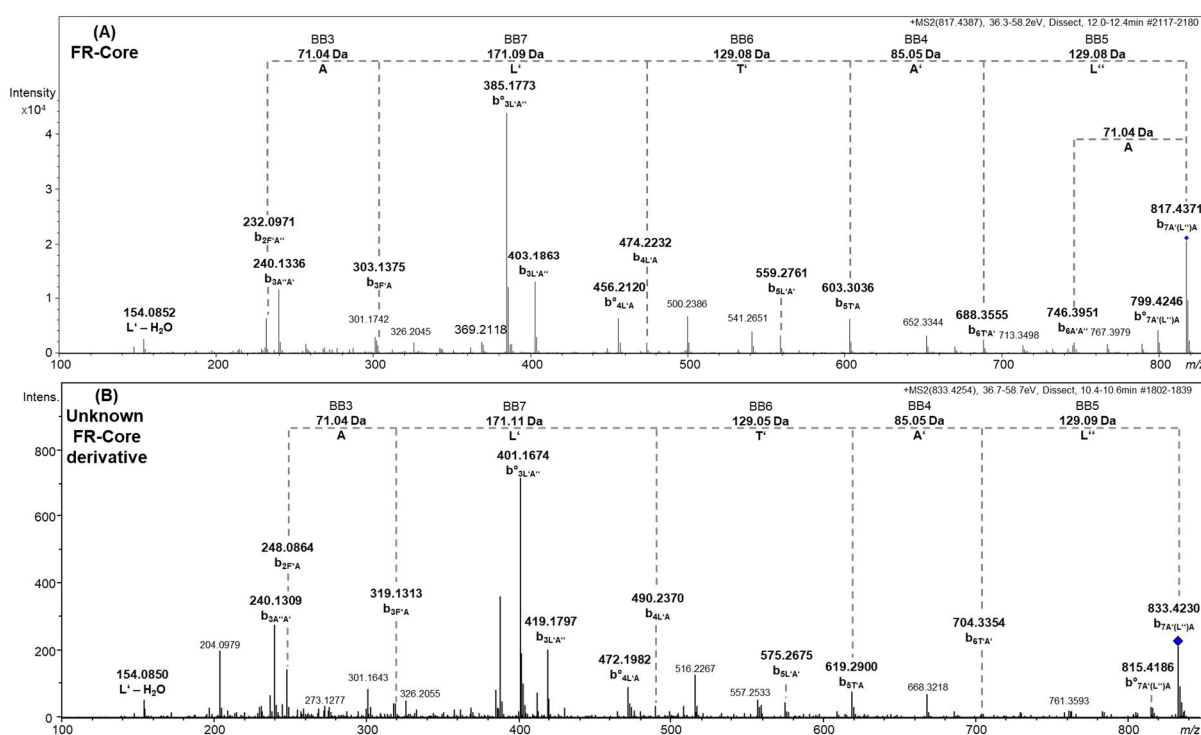 (A)
FR-Core
+MS2(817.4387), 36.3-58.2eV, Dissect, 12.0-12.4min #2117-2180
BB3 BB7 BB6 BB4 BB5
71.04 Da 171.09 Da 129.08 Da 85.05 Da 129.08 Da
A L' T' A' L''
Intensity
x10⁴
385.1773
b°3L'A''
71.04 Da
A
4
3
2
1
0
232.0971
b2F'A''
240.1336
b3A''A'
303.1375
b3F'A
474.2232
b4L'A
403.1863
b3L'A''
456.2120
b°4L'A
559.2761
b5L'A'
603.3036
b5T'A
817.4371
b7A'(L'')A
154.0852
L' – H2O
301.1742
326.2045
369.2118
500.2386
541.2651
652.3344
688.3555
b6T'A'
713.3498
746.3951
b6A'A''
767.3979
799.4246
b°7A'(L'')A
100 200 300 400 500 600 700 800 m/z
(B)
Unknown
FR-Core
derivative
+MS2(833.4254), 36.7-58.7eV, Dissect, 10.4-10.6min #1802-1839
Intens.
BB3 BB7 BB6 BB4 BB5
71.04 Da 171.11 Da 129.05 Da 85.05 Da 129.09 Da
A L' T' A' L''
800
600
400
200
0
401.1674
b°3L'A''
248.0864
b2F'A
240.1309
b3A''A'
319.1313
b3F'A
490.2370
b4L'A
419.1797
b3L'A''
704.3354
b6T'A'
833.4230
b7A'(L'')A
204.0979
154.0850
L' – H2O
273.1277
301.1643
326.2055
472.1982
b°4L'A
516.2267
557.2533
575.2675
b5L'A'
619.2900
b5T'A
668.3218
761.3593
815.4186
b°7A'(L'')A
100 200 300 400 500 600 700 800 m/z